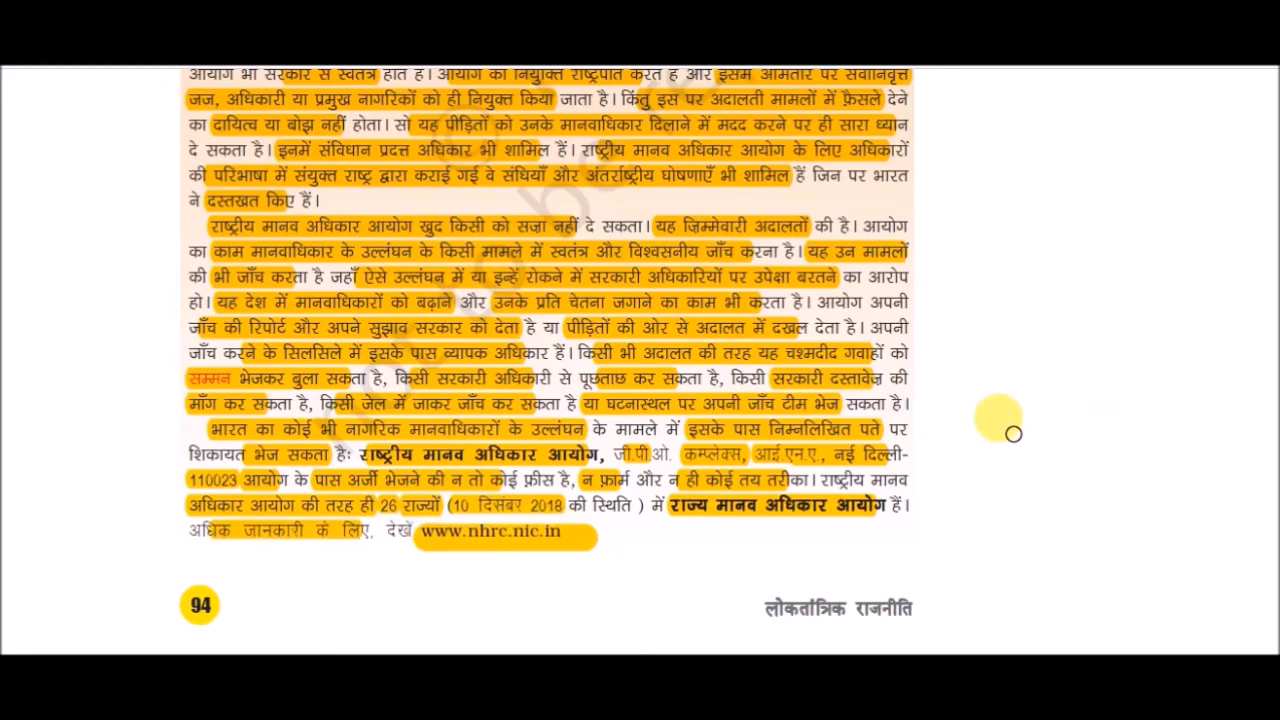 आयोग भी सरकार से स्वतंत्र होते हैं। आयोग की नियुक्ति राष्ट्रपति करते हैं और इसमें आमतौर पर सेवानिवृत्त
जज, अधिकारी या प्रमुख नागरिकों को ही नियुक्त किया जाता है। किंतु इस पर अदालती मामलों में फ़ैसले देने
का दायित्व या बोझ नहीं होता। सो यह पीड़ितों को उनके मानवाधिकार दिलाने में मदद करने पर ही सारा ध्यान
दे सकता है। इनमें संविधान प्रदत्त अधिकार भी शामिल हैं। राष्ट्रीय मानव अधिकार आयोग के लिए अधिकारों
की परिभाषा में संयुक्त राष्ट्र द्वारा कराई गई वे संधियाँ और अंतर्राष्ट्रीय घोषणाएँ भी शामिल हैं जिन पर भारत
ने दस्तखत किए हैं।
राष्ट्रीय मानव अधिकार आयोग खुद किसी को सज़ा नहीं दे सकता। यह ज़िम्मेवारी अदालतों की है। आयोग
का काम मानवाधिकार के उल्लंघन के किसी मामले में स्वतंत्र और विश्वसनीय जाँच करना है। यह उन मामलों
की भी जाँच करता है जहाँ ऐसे उल्लंघन में या इन्हें रोकने में सरकारी अधिकारियों पर उपेक्षा बरतने का आरोप
हो। यह देश में मानवाधिकारों को बढ़ाने और उनके प्रति चेतना जगाने का काम भी करता है। आयोग अपनी
जाँच की रिपोर्ट और अपने सुझाव सरकार को देता है या पीड़ितों की ओर से अदालत में दखल देता है। अपनी
जाँच करने के सिलसिले में इसके पास व्यापक अधिकार हैं। किसी भी अदालत की तरह यह चश्मदीद गवाहों को
सम्मन भेजकर बुला सकता है, किसी सरकारी अधिकारी से पूछताछ कर सकता है, किसी सरकारी दस्तावेज़ की
माँग कर सकता है, किसी जेल में जाकर जाँच कर सकता है या घटनास्थल पर अपनी जाँच टीम भेज सकता है।
भारत का कोई भी नागरिक मानवाधिकारों के उल्लंघन के मामले में इसके पास निम्नलिखित पते पर
शिकायत भेज सकता है: राष्ट्रीय मानव अधिकार आयोग, जी.पी.ओ. कम्प्लेक्स, आई.एन.ए., नई दिल्ली-
110023 आयोग के पास अर्जी भेजने की न तो कोई फ़ीस है, न फ़ार्म और न ही कोई तय तरीका। राष्ट्रीय मानव
अधिकार आयोग की तरह ही 26 राज्यों (10 दिसंबर 2018 की स्थिति ) में राज्य मानव अधिकार आयोग हैं।
अधिक जानकारी के लिए, देखें www.nhrc.nic.in
94
लोकतांत्रिक राजनीति